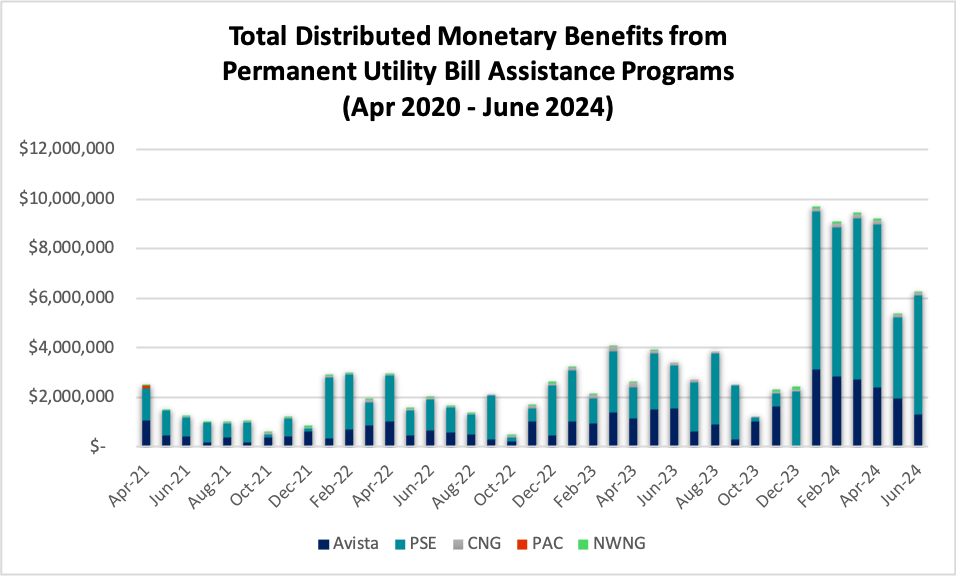 Total Distributed Monetary Benefits from
Permanent Utility Bill Assistance Programs
(Apr 2020 - June 2024)
$12,000,000
$10,000,000
$8,000,000
$6,000,000
$4,000,000
$2,000,000
$-
Apr-21 Jun-21 Aug-21 Oct-21 Dec-21 Feb-22 Apr-22 Jun-22 Aug-22 Oct-22 Dec-22 Feb-23 Apr-23 Jun-23 Aug-23 Oct-23 Dec-23 Feb-24 Apr-24 Jun-24
Avista PSE CNG PAC NWNG